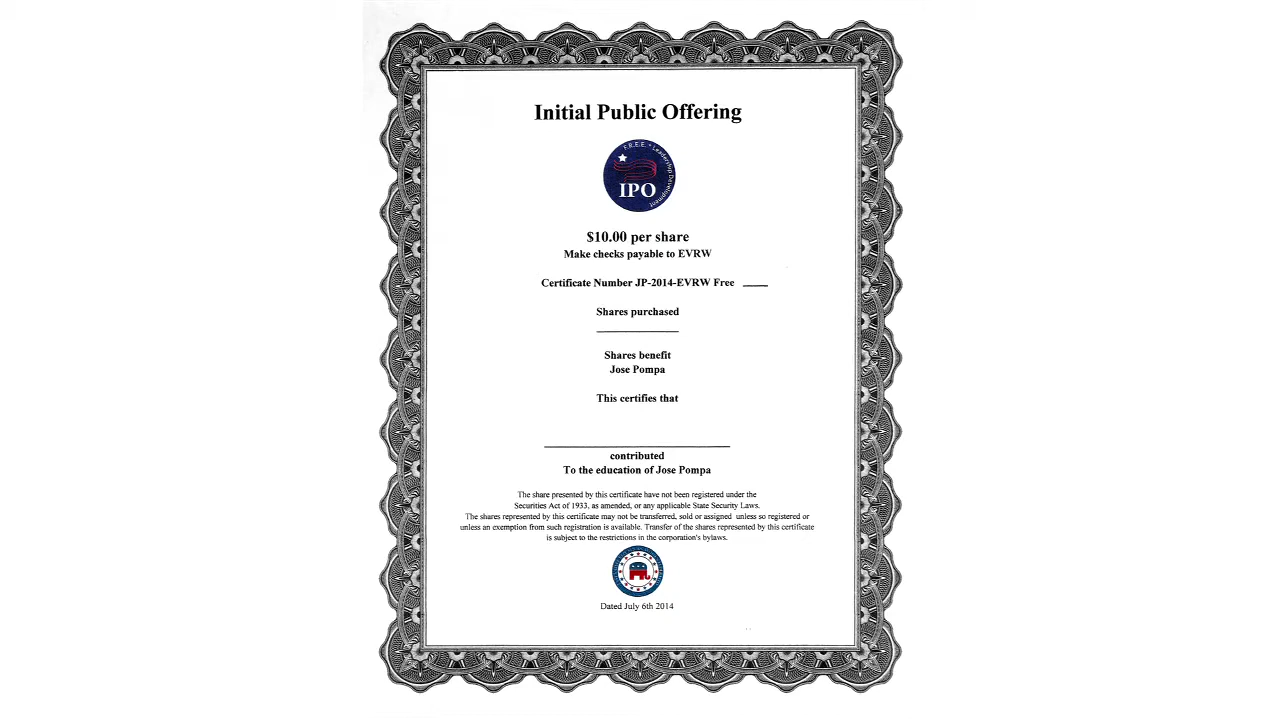 Initial Public Offering
F.R.E.E. * Leadership Development
IPO
$10.00 per share
Make checks payable to EVRW
Certificate Number JP-2014-EVRW Free ____
Shares purchased
Shares benefit
Jose Pompa
This certifies that
contributed
To the education of Jose Pompa
The share presented by this certificate have not been registered under the
Securities Act of 1933, as amended, or any applicable State Security Laws.
The shares represented by this certificate may not be transferred, sold or assigned unless so registered or
unless an exemption from such registration is available. Transfer of the shares represented by this certificate
is subject to the restrictions in the corporation's bylaws.
Dated July 6th 2014